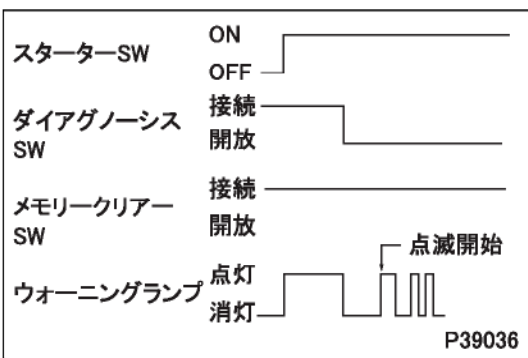 スターターSW
ON
OFF
ダイアグノーシス
SW
接続
開放
メモリークリアー
SW
接続
開放
ウォーニングランプ
点灯
消灯
点滅開始
P39036